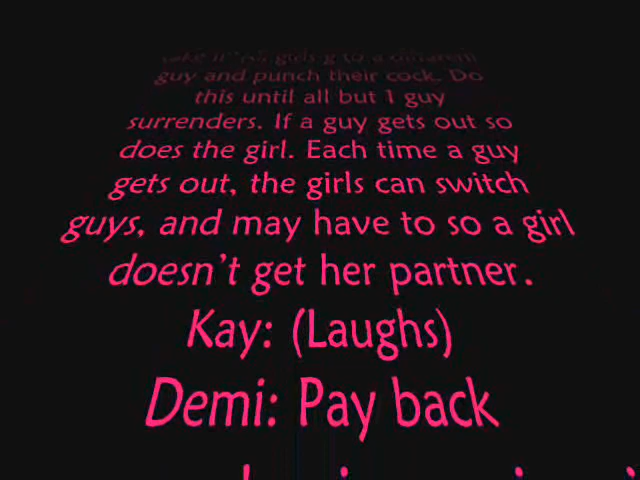 guy and punch their cock. Do
this until all but 1 guy
surrenders. If a guy gets out so
does the girl. Each time a guy
gets out, the girls can switch
guys, and may have to so a girl
doesn't get her partner.
Kay: (Laughs)
Demi: Pay back